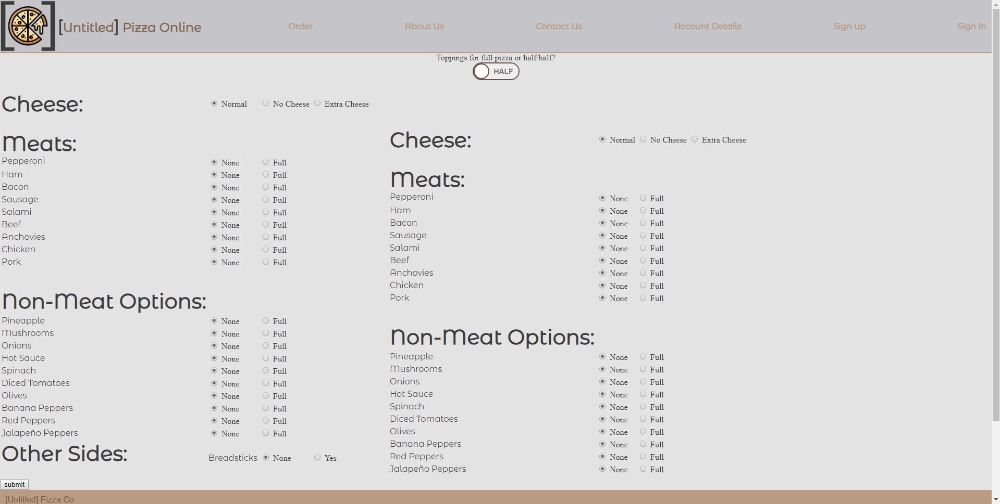 [Untitled] Pizza Online
Order
About Us
Contact Us
Account Details
Sign up
Sign in
Toppings for full pizza or half/half?
HALF
Cheese:
Normal No Cheese Extra Cheese
Meats:
Pepperoni None Full
Ham None Full
Bacon None Full
Sausage None Full
Salami None Full
Beef None Full
Anchovies None Full
Chicken None Full
Pork None Full
Non-Meat Options:
Pineapple None Full
Mushrooms None Full
Onions None Full
Hot Sauce None Full
Spinach None Full
Diced Tomatoes None Full
Olives None Full
Banana Peppers None Full
Red Peppers None Full
Jalapeño Peppers None Full
Other Sides:
Breadsticks None Yes
Cheese:
Normal No Cheese Extra Cheese
Meats:
Pepperoni None Full
Ham None Full
Bacon None Full
Sausage None Full
Salami None Full
Beef None Full
Anchovies None Full
Chicken None Full
Pork None Full
Non-Meat Options:
Pineapple None Full
Mushrooms None Full
Onions None Full
Hot Sauce None Full
Spinach None Full
Diced Tomatoes None Full
Olives None Full
Banana Peppers None Full
Red Peppers None Full
Jalapeño Peppers None Full
submit
[Untitled] Pizza Co.